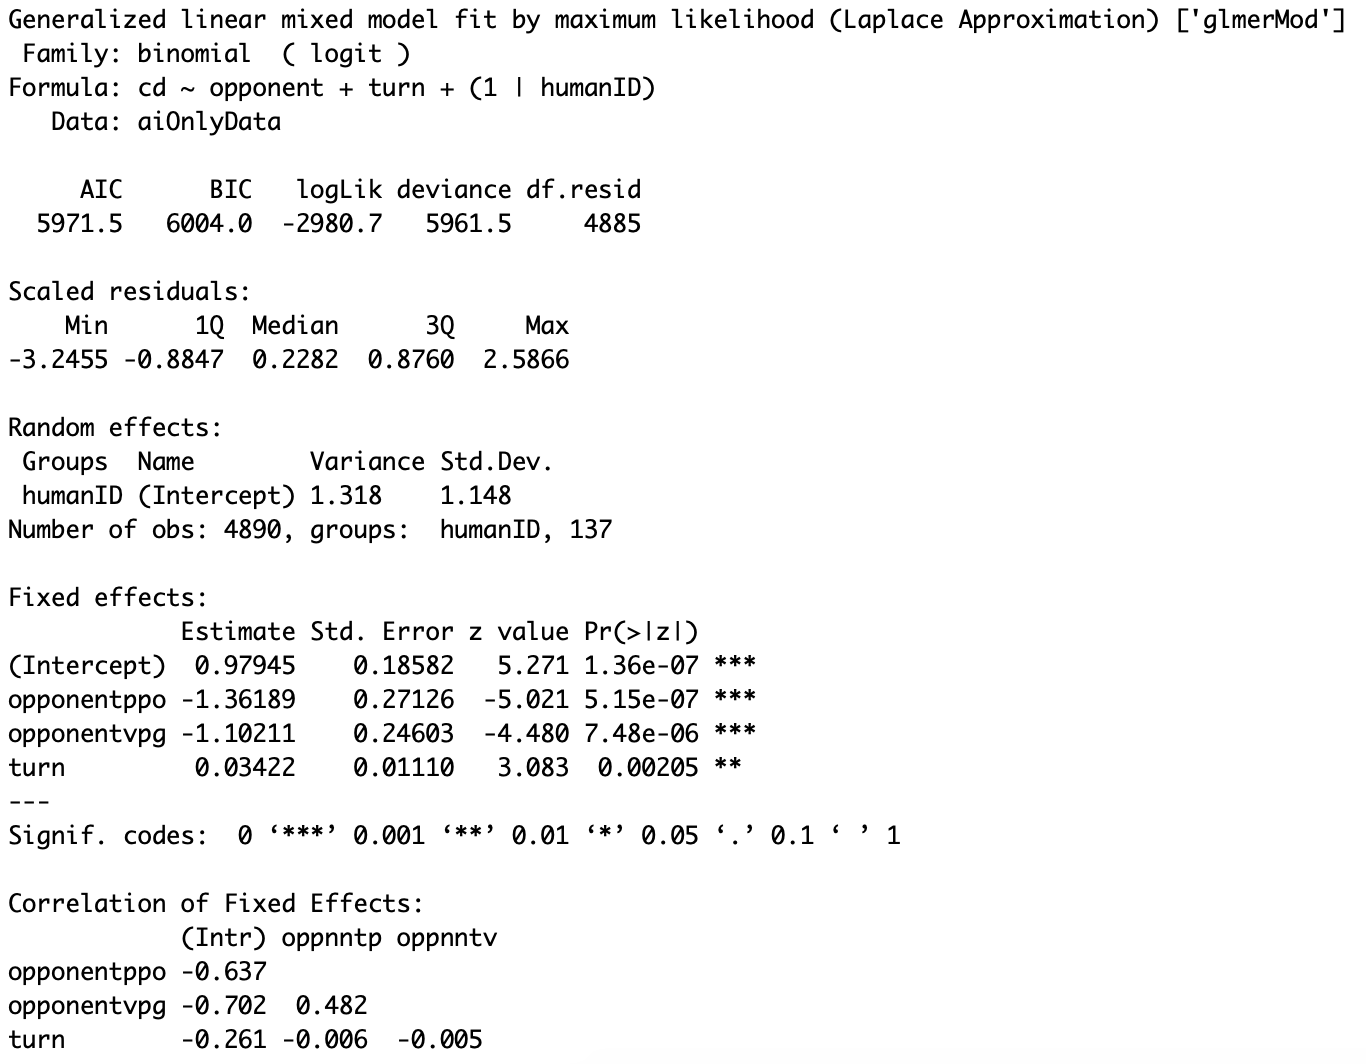 Generalized linear mixed model fit by maximum likelihood (Laplace Approximation) ['glmerMod']
 Family: binomial  ( logit )
Formula: cd ~ opponent + turn + (1 | humanID)
   Data: aiOnlyData

     AIC      BIC   logLik deviance df.resid
  5971.5   6004.0  -2980.7   5961.5     4885

Scaled residuals:
    Min      1Q  Median      3Q     Max
-3.2455 -0.8847  0.2282  0.8760  2.5866

Random effects:
 Groups  Name        Variance Std.Dev.
 humanID (Intercept) 1.318    1.148
Number of obs: 4890, groups:  humanID, 137

Fixed effects:
            Estimate Std. Error z value Pr(>|z|)
(Intercept)  0.97945    0.18582   5.271 1.36e-07 ***
opponentppo -1.36189    0.27126  -5.021 5.15e-07 ***
opponentvpg -1.10211    0.24603  -4.480 7.48e-06 ***
turn         0.03422    0.01110   3.083  0.00205 **
---
Signif. codes:  0 ‘***’ 0.001 ‘**’ 0.01 ‘*’ 0.05 ‘.’ 0.1 ‘ ’ 1

Correlation of Fixed Effects:
            (Intr) oppnntp oppnntv
opponentppo -0.637
opponentvpg -0.702  0.482
turn        -0.261 -0.006  -0.005